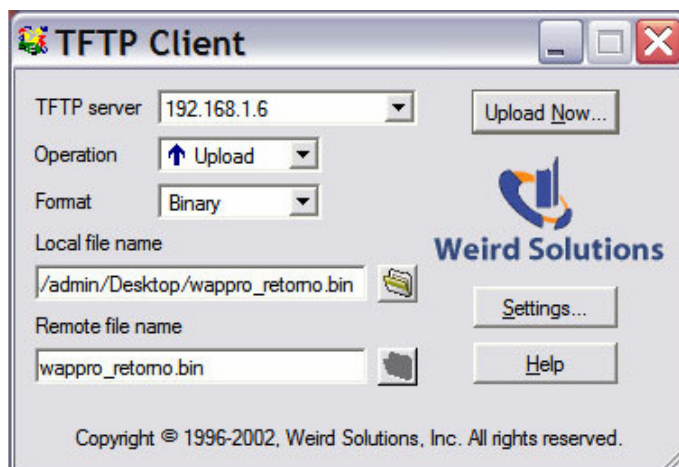 TFTP Client
TFTP server 192.168.1.6 Upload Now...
Operation Upload
Format Binary
Weird Solutions
Local file name
/admin/Desktop/wappro_retorno.bin
Settings...
Remote file name
wappro_retorno.bin
Help
Copyright © 1996-2002, Weird Solutions, Inc. All rights reserved.